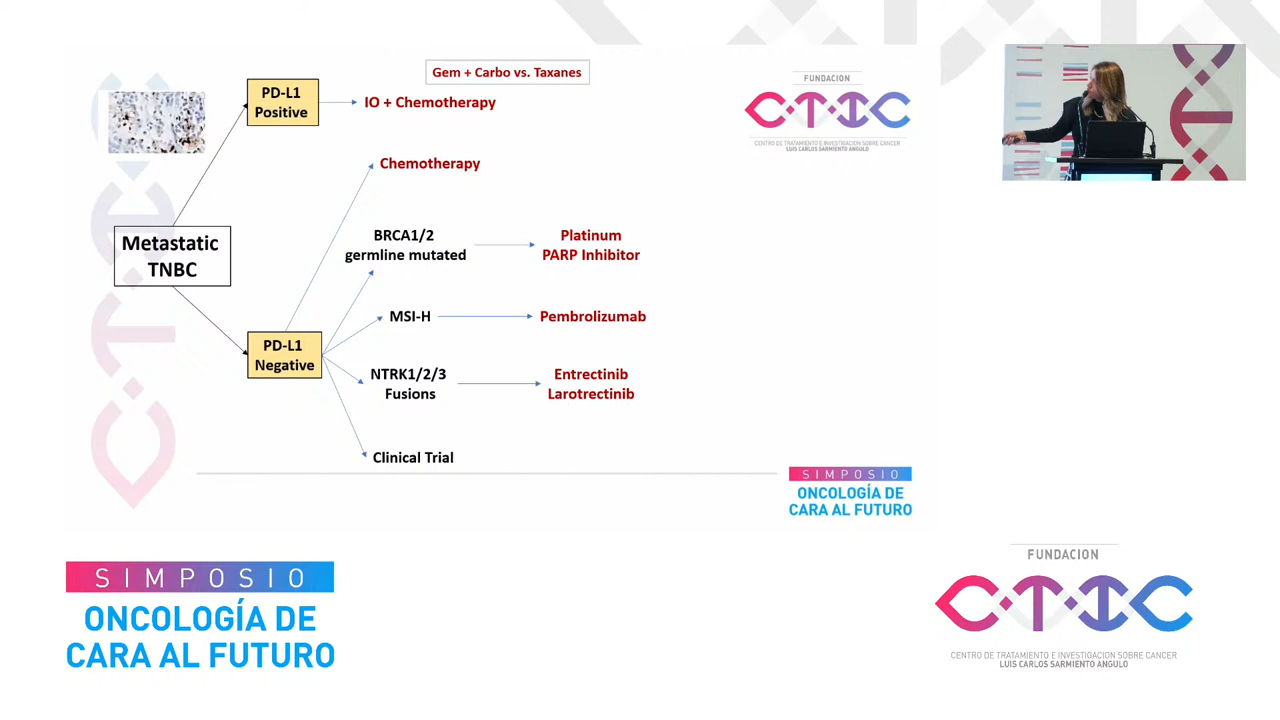 Gem + Carbo vs. Taxanes
PD-L1
Positive
IO + Chemotherapy
Chemotherapy
Metastatic
TNBC
BRCA1/2
germline mutated
Platinum
PARP Inhibitor
MSI-H
Pembrolizumab
PD-L1
Negative
NTRK1/2/3
Fusions
Entrectinib
Larotrectinib
Clinical Trial
C·T·I·C
FUNDACION
CTIC
CENTRO DE TRATAMIENTO E INVESTIGACION SOBRE CANCER
LUIS CARLOS SARMIENTO ANGULO
SIMPOSIO
ONCOLOGÍA DE
CARA AL FUTURO
SIMPOSIO
ONCOLOGÍA DE
CARA AL FUTURO
FUNDACION
C·T·I·C
CENTRO DE TRATAMIENTO E INVESTIGACION SOBRE CANCER
LUIS CARLOS SARMIENTO ANGULO